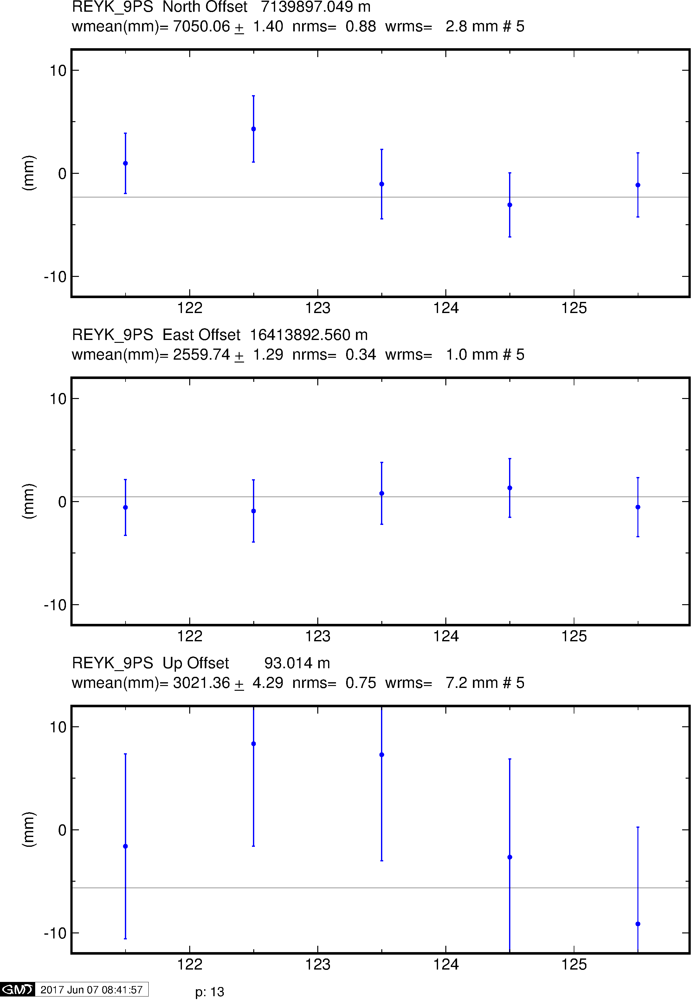 REYK_9PS North Offset 7139897.049 m
wmean(mm)= 7050.06 ± 1.40 nrms= 0.88 wrms= 2.8 mm # 5
10
0
-10
(mm)
122 123 124 125
REYK_9PS East Offset 16413892.560 m
wmean(mm)= 2559.74 ± 1.29 nrms= 0.34 wrms= 1.0 mm # 5
10
0
-10
(mm)
122 123 124 125
REYK_9PS Up Offset 93.014 m
wmean(mm)= 3021.36 ± 4.29 nrms= 0.75 wrms= 7.2 mm # 5
10
0
-10
(mm)
122 123 124 125
GMT 2017 Jun 07 08:41:57 p: 13